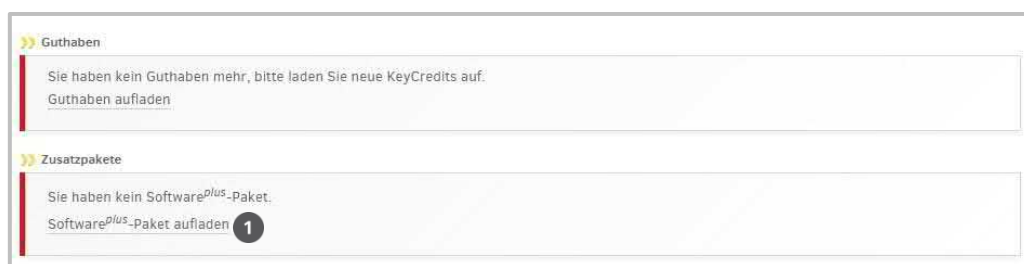 Guthaben
Sie haben kein Guthaben mehr, bitte laden Sie neue KeyCredits auf.
Guthaben aufladen
Zusatzpakete
Sie haben kein Softwareplus-Paket.
Softwareplus-Paket aufladen 1